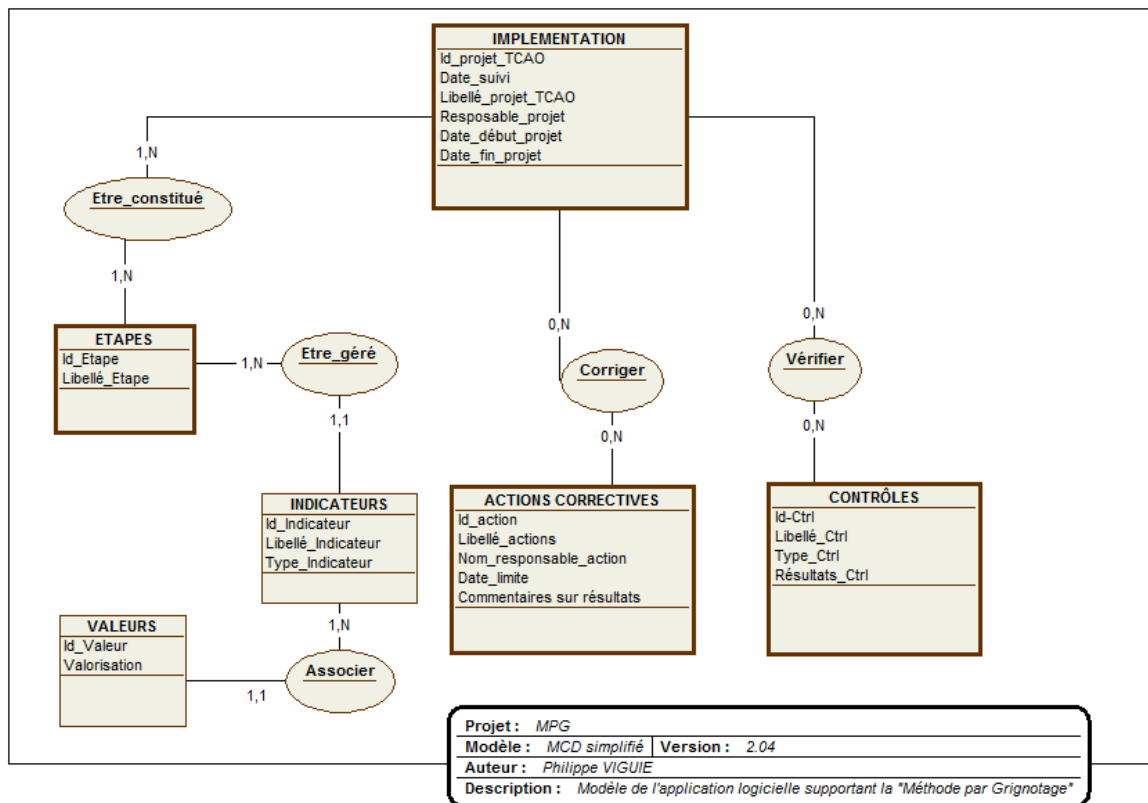 IMPLEMENTATION
Id_projet_TCAO
Date_suivi
Libellé_projet_TCAO
Resposable_projet
Date_début_projet
Date_fin_projet
1,N
Etre_constitué
1,N
ETAPES
Id_Etape
Libellé_Etape
1,N
Etre_géré
1,1
INDICATEURS
Id_Indicateur
Libellé_Indicateur
Type_Indicateur
1,N
Associer
1,1
VALEURS
Id_Valeur
Valorisation
0,N
Corriger
0,N
ACTIONS CORRECTIVES
Id_action
Libellé_actions
Nom_responsable_action
Date_limite
Commentaires sur résultats
0,N
Vérifier
0,N
CONTRÔLES
Id-Ctrl
Libellé_Ctrl
Type_Ctrl
Résultats_Ctrl
Projet : MPG
Modèle : MCD simplifié Version : 2.04
Auteur : Philippe VIGUIE
Description : Modèle de l'application logicielle supportant la "Méthode par Grignotage"